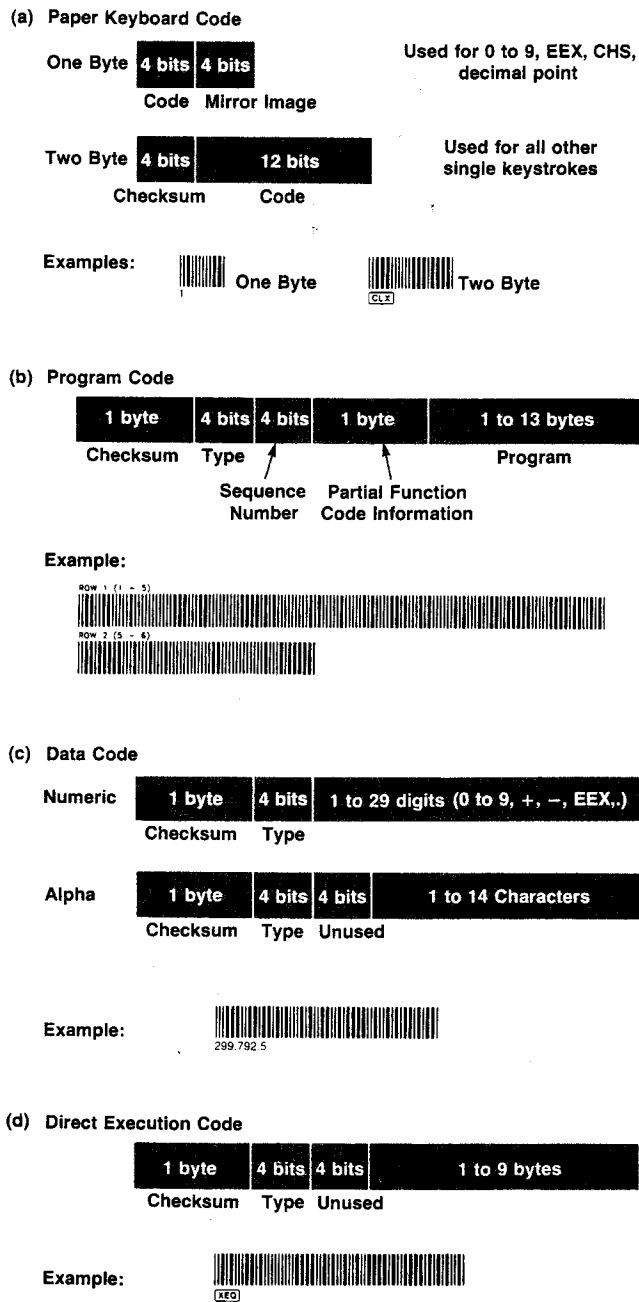 (a) Paper Keyboard Code
One Byte 4 bits 4 bits Used for 0 to 9, EEX, CHS,
decimal point
Code Mirror Image
Two Byte 4 bits 12 bits Used for all other
single keystrokes
Checksum Code
Examples: One Byte Two Byte
1 CLX
(b) Program Code
1 byte 4 bits 4 bits 1 byte 1 to 13 bytes
Checksum Type Program
Sequence Partial Function
Number Code Information
Example:
ROW 1 (1 - 5)
ROW 2 (5 - 6)
(c) Data Code
Numeric 1 byte 4 bits 1 to 29 digits (0 to 9, +, −, EEX,.)
Checksum Type
Alpha 1 byte 4 bits 4 bits 1 to 14 Characters
Checksum Type Unused
Example:
299.792.5
(d) Direct Execution Code
1 byte 4 bits 4 bits 1 to 9 bytes
Checksum Type Unused
Example:
XEQ